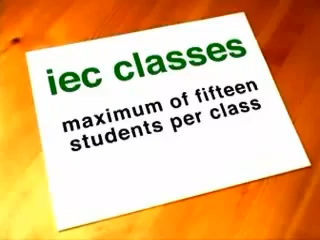 iec classes
maximum of fifteen
students per class